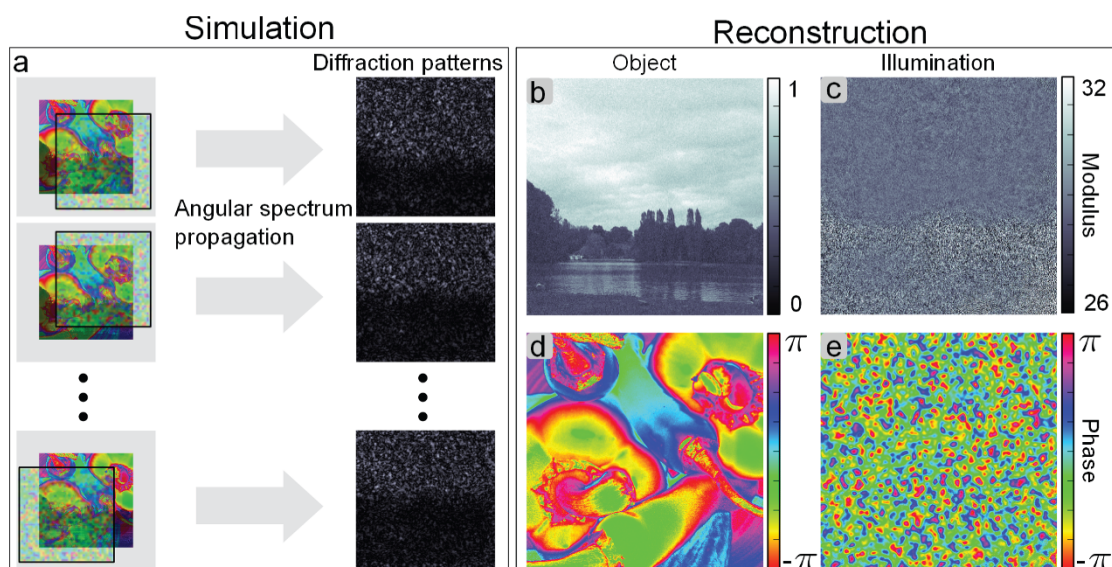 Simulation
Reconstruction
a
Diffraction patterns
Angular spectrum
propagation
Object
Illumination
b
1
0
c
32
Modulus
26
d
π
-π
e
π
Phase
-π